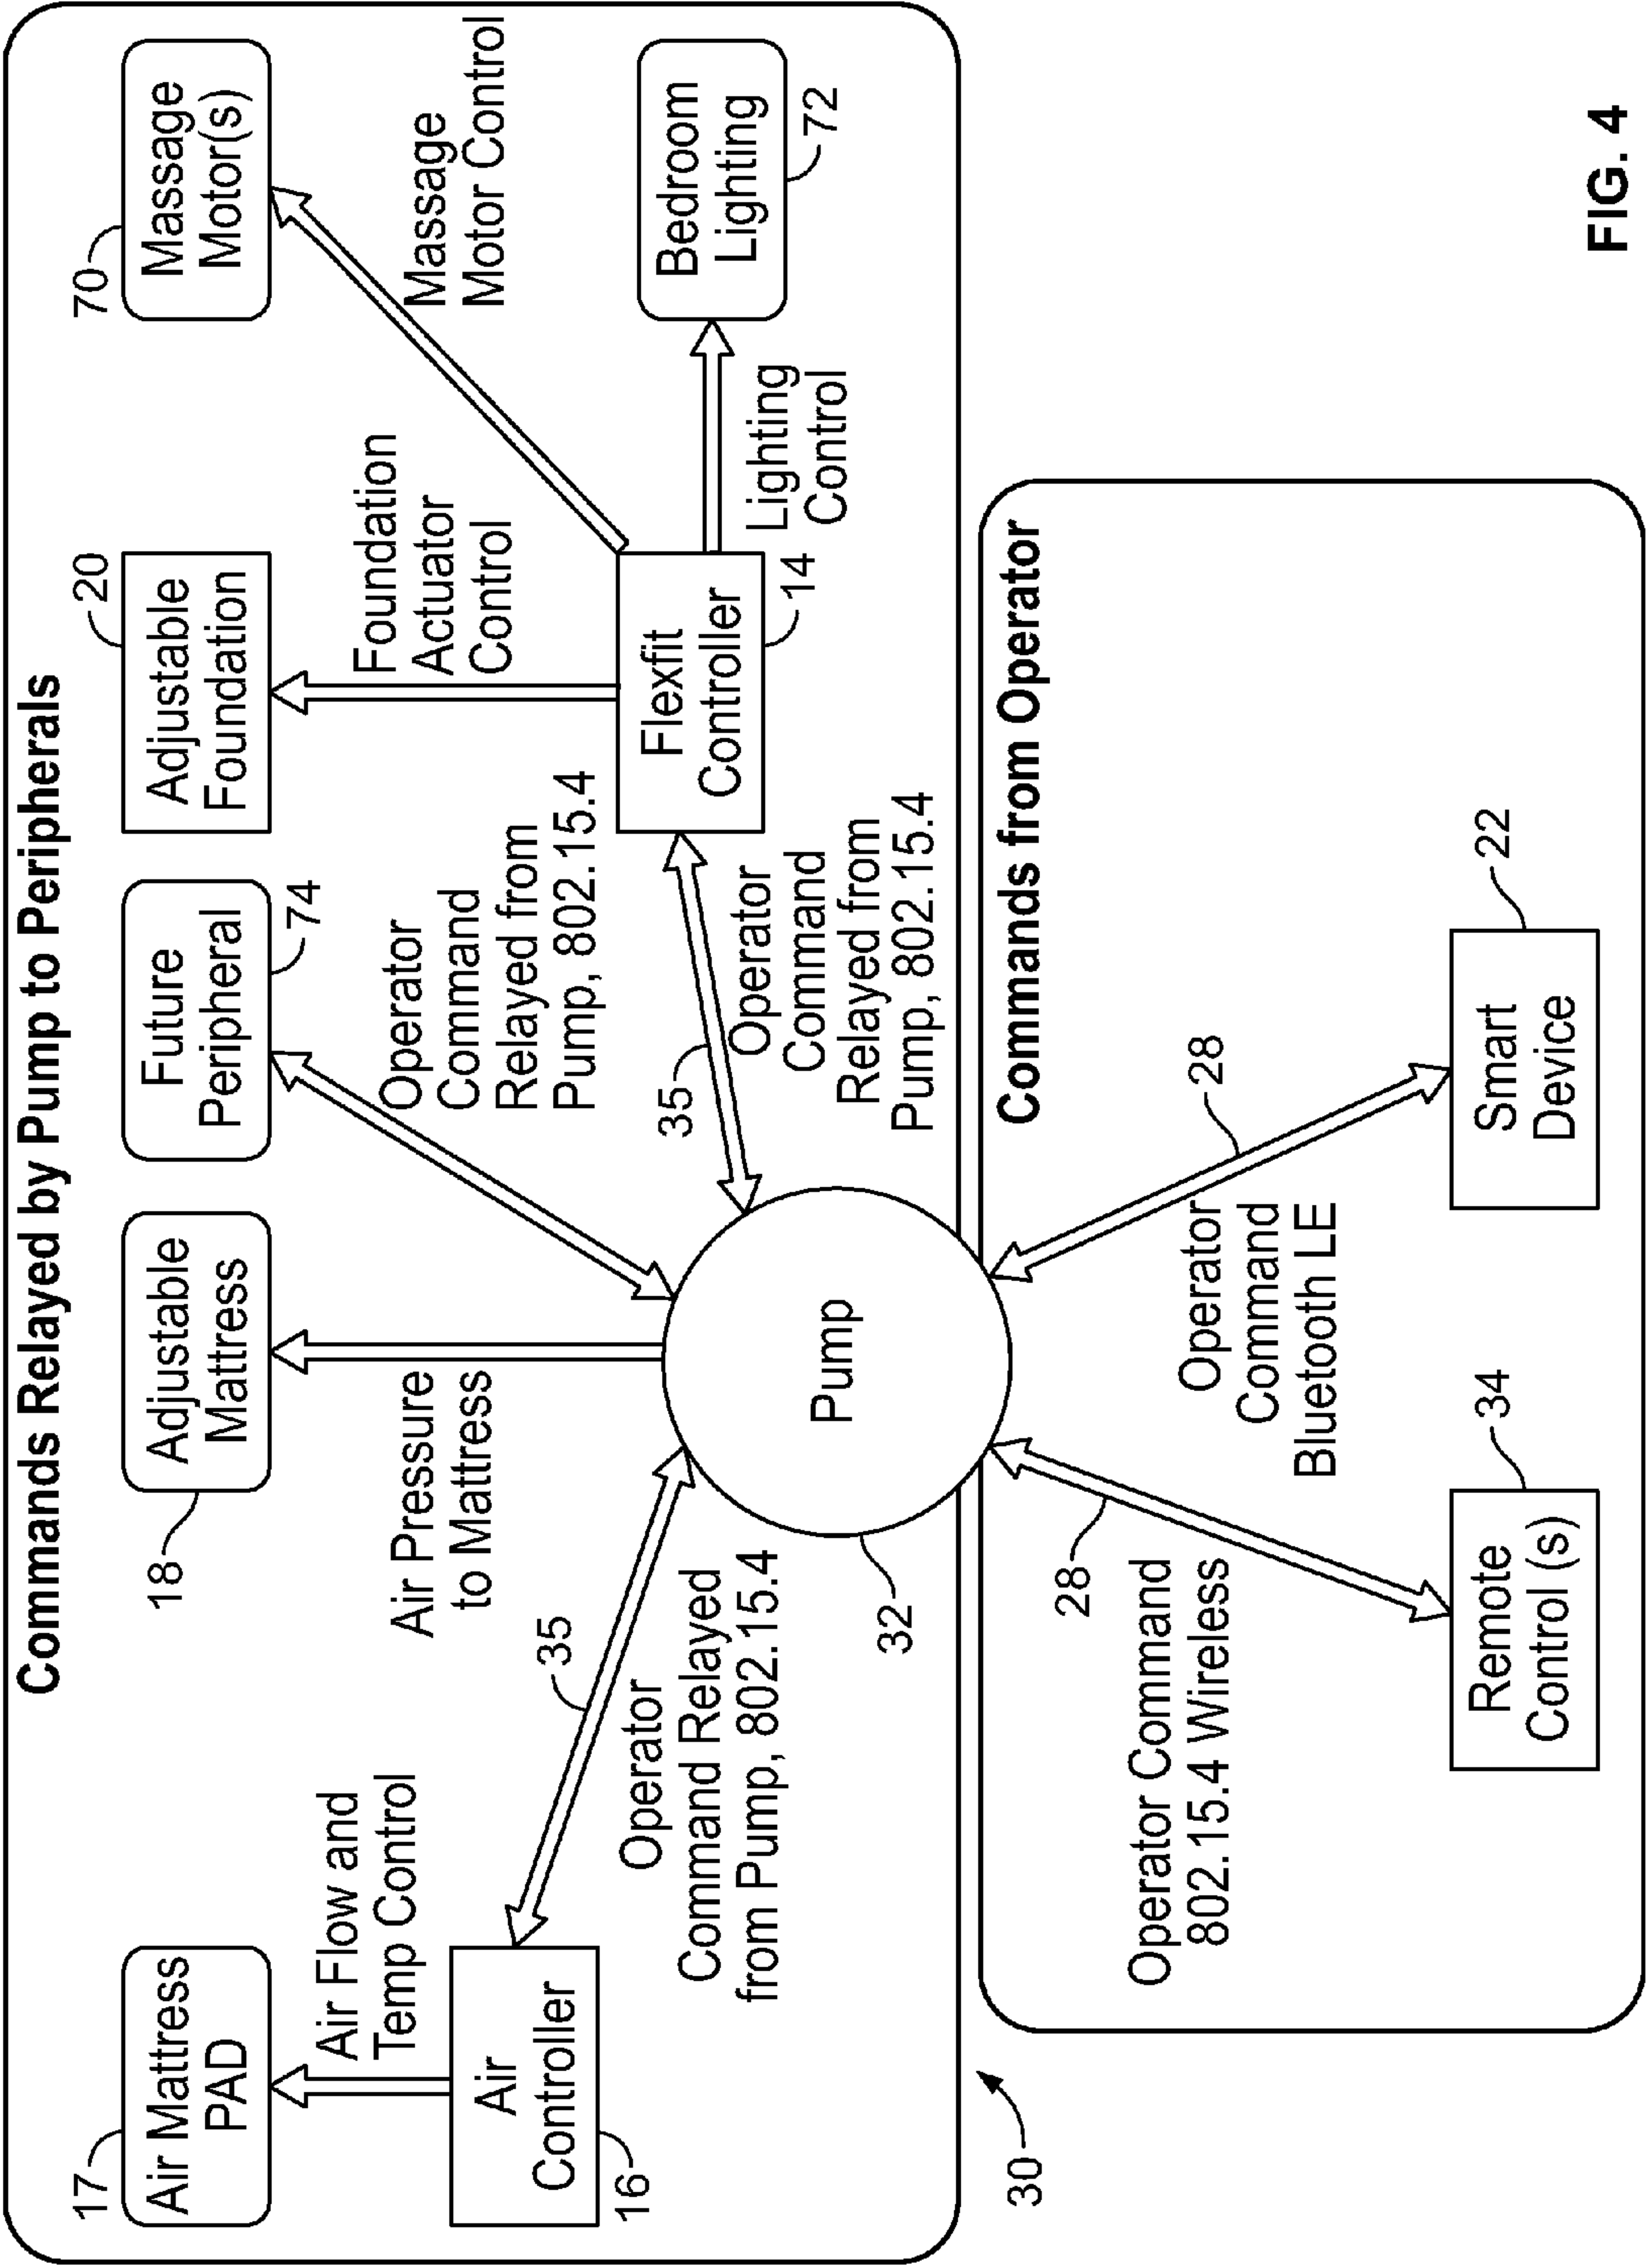 Commands Relayed by Pump to Peripherals
17
Air Mattress
PAD
18
Adjustable
Mattress
Future
Peripheral
74
20
Adjustable
Foundation
70
Massage
Motor(s)
Air Flow and
Temp Control
Air Pressure
to Mattress
Operator
Command
Relayed from
Pump, 802.15.4
Foundation
Actuator
Control
Massage
Motor Control
Air
Controller
16
35
Operator
Command Relayed
from Pump, 802.15.4
Pump
32
35
Operator
Command
Relayed from
Pump, 802.15.4
Flexfit
Controller
14
Lighting
Control
Bedroom
Lighting
72
30
Commands from Operator
Operator Command
802.15.4 Wireless
28
Operator
Command
Bluetooth LE
28
Remote
Control (s)
34
Smart
Device
22
FIG. 4